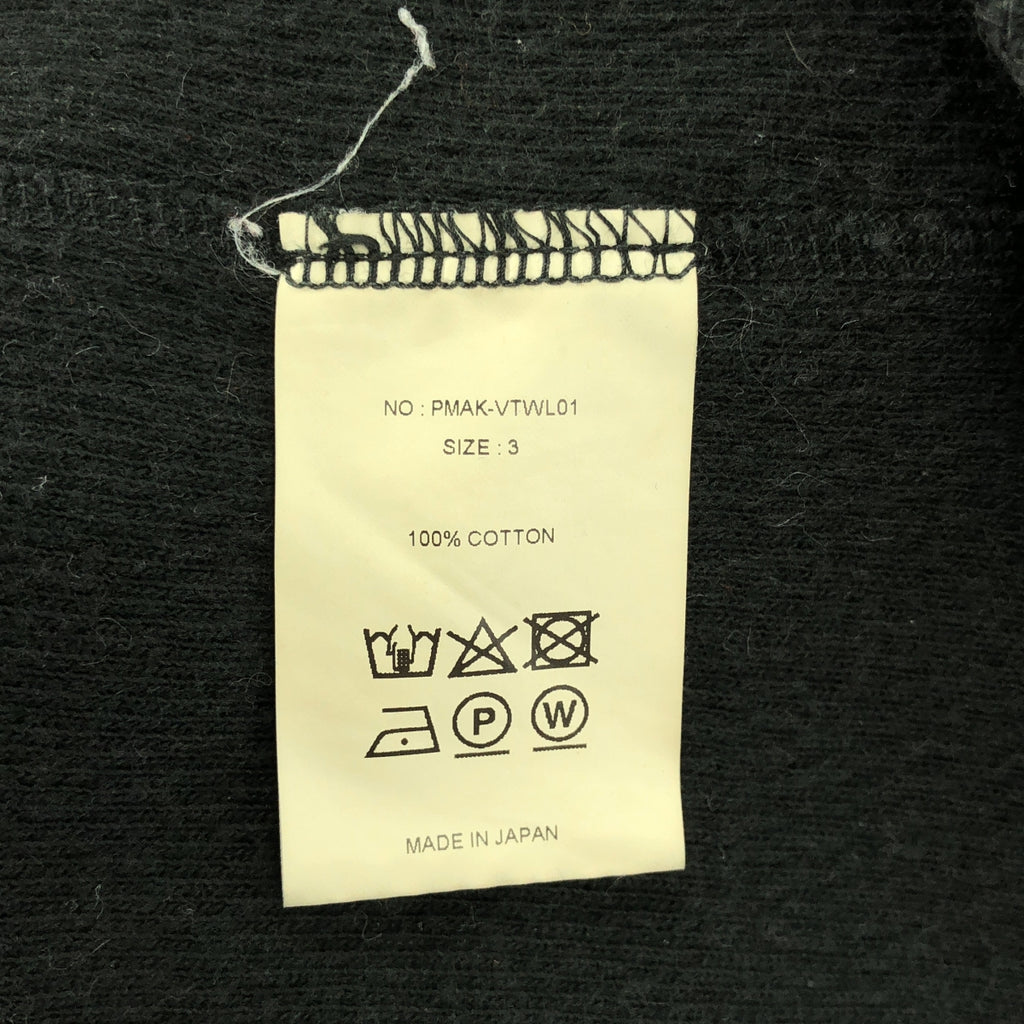 NO : PMAK-VTWL01
SIZE : 3
100% COTTON
P W
MADE IN JAPAN